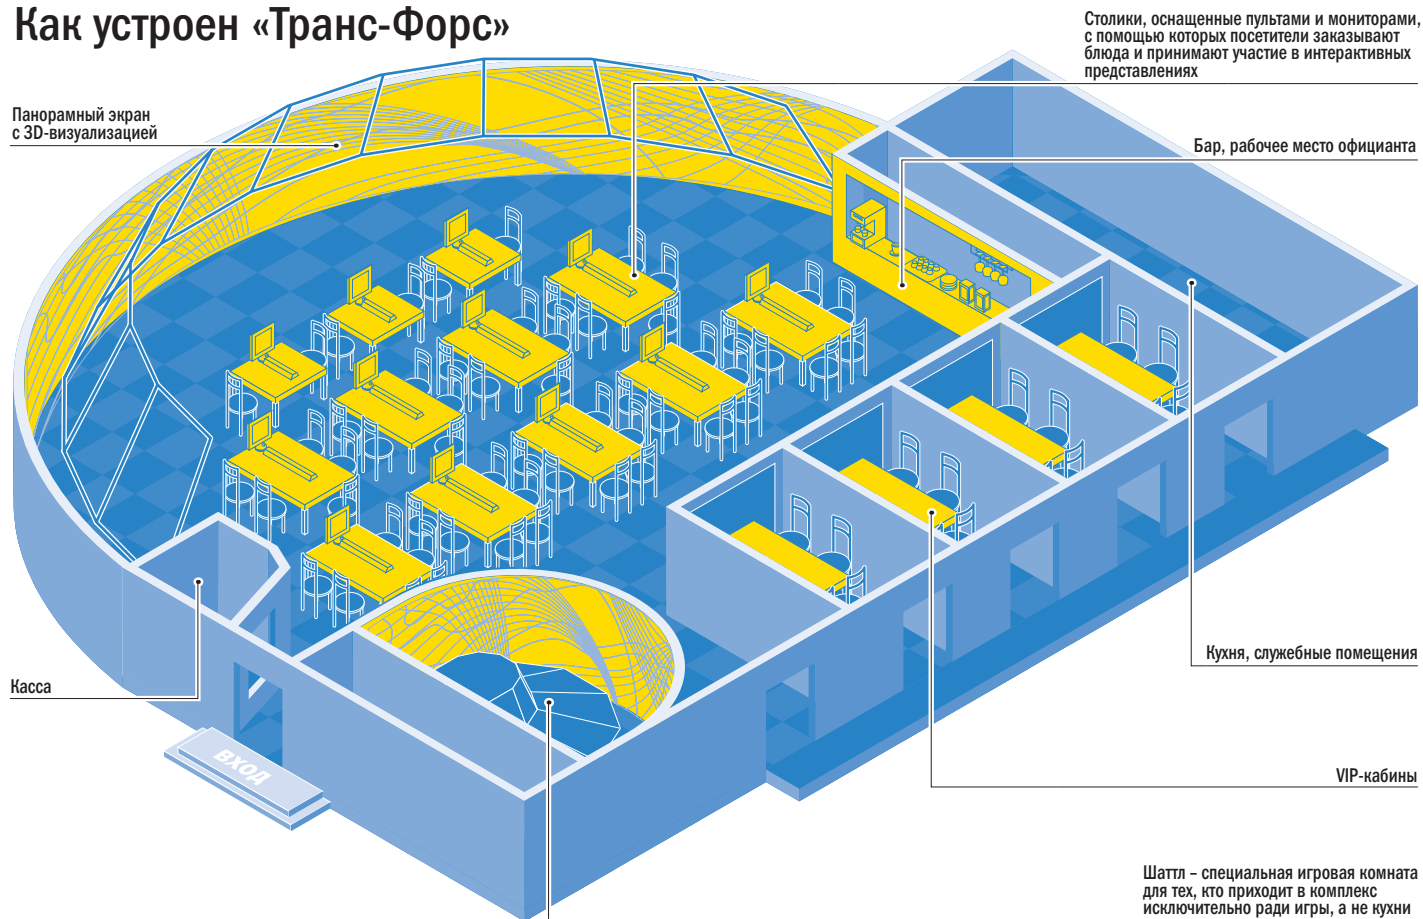 Как устроен «Транс-Форс»
Столики, оснащенные пультами и мониторами,
с помощью которых посетители заказывают
блюда и принимают участие в интерактивных
представлениях
Панорамный экран
с 3D-визуализацией
Бар, рабочее место официанта
Кухня, служебные помещения
Касса
ВХОД
VIP-кабины
Шаттл – специальная игровая комната
для тех, кто приходит в комплекс
исключительно ради игры, а не кухни